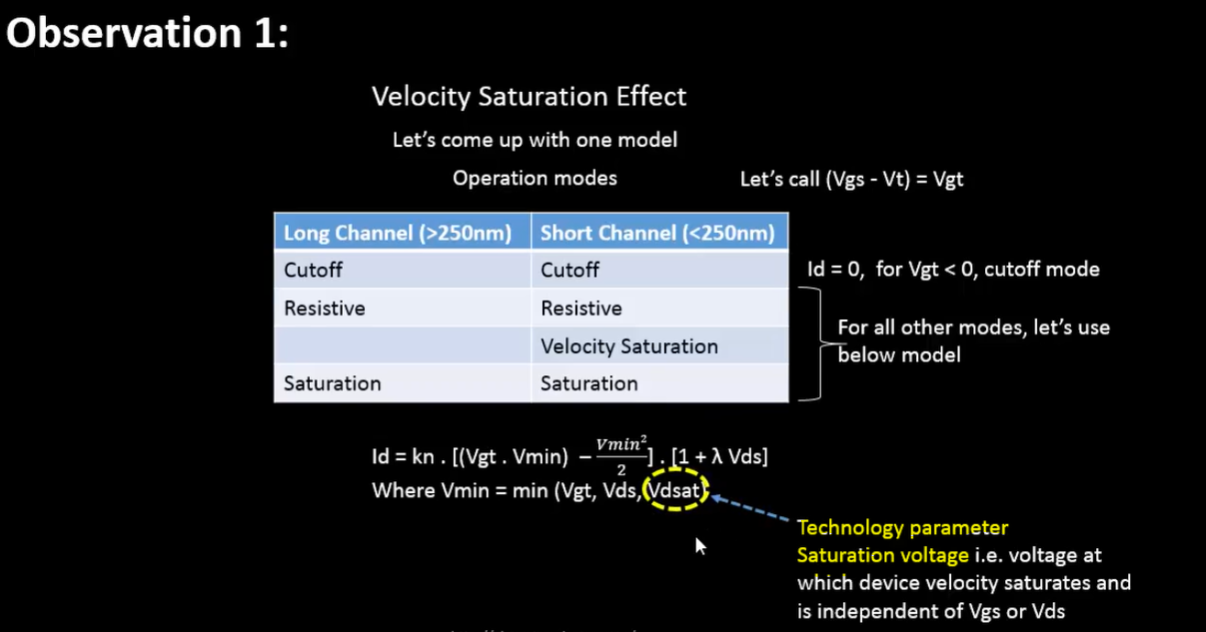 Observation 1:
Velocity Saturation Effect
Let's come up with one model
Operation modes
Let's call (Vgs - Vt) = Vgt
Long Channel (>250nm) Short Channel (<250nm)
Cutoff Cutoff
Id = 0, for Vgt < 0, cutoff mode
Resistive Resistive
Velocity Saturation
Saturation Saturation
For all other modes, let's use
below model
Id = kn . [(Vgt . Vmin) – Vmin²/2] . [1 + λ Vds]
Where Vmin = min (Vgt, Vds, Vdsat)
Technology parameter
Saturation voltage i.e. voltage at
which device velocity saturates and
is independent of Vgs or Vds